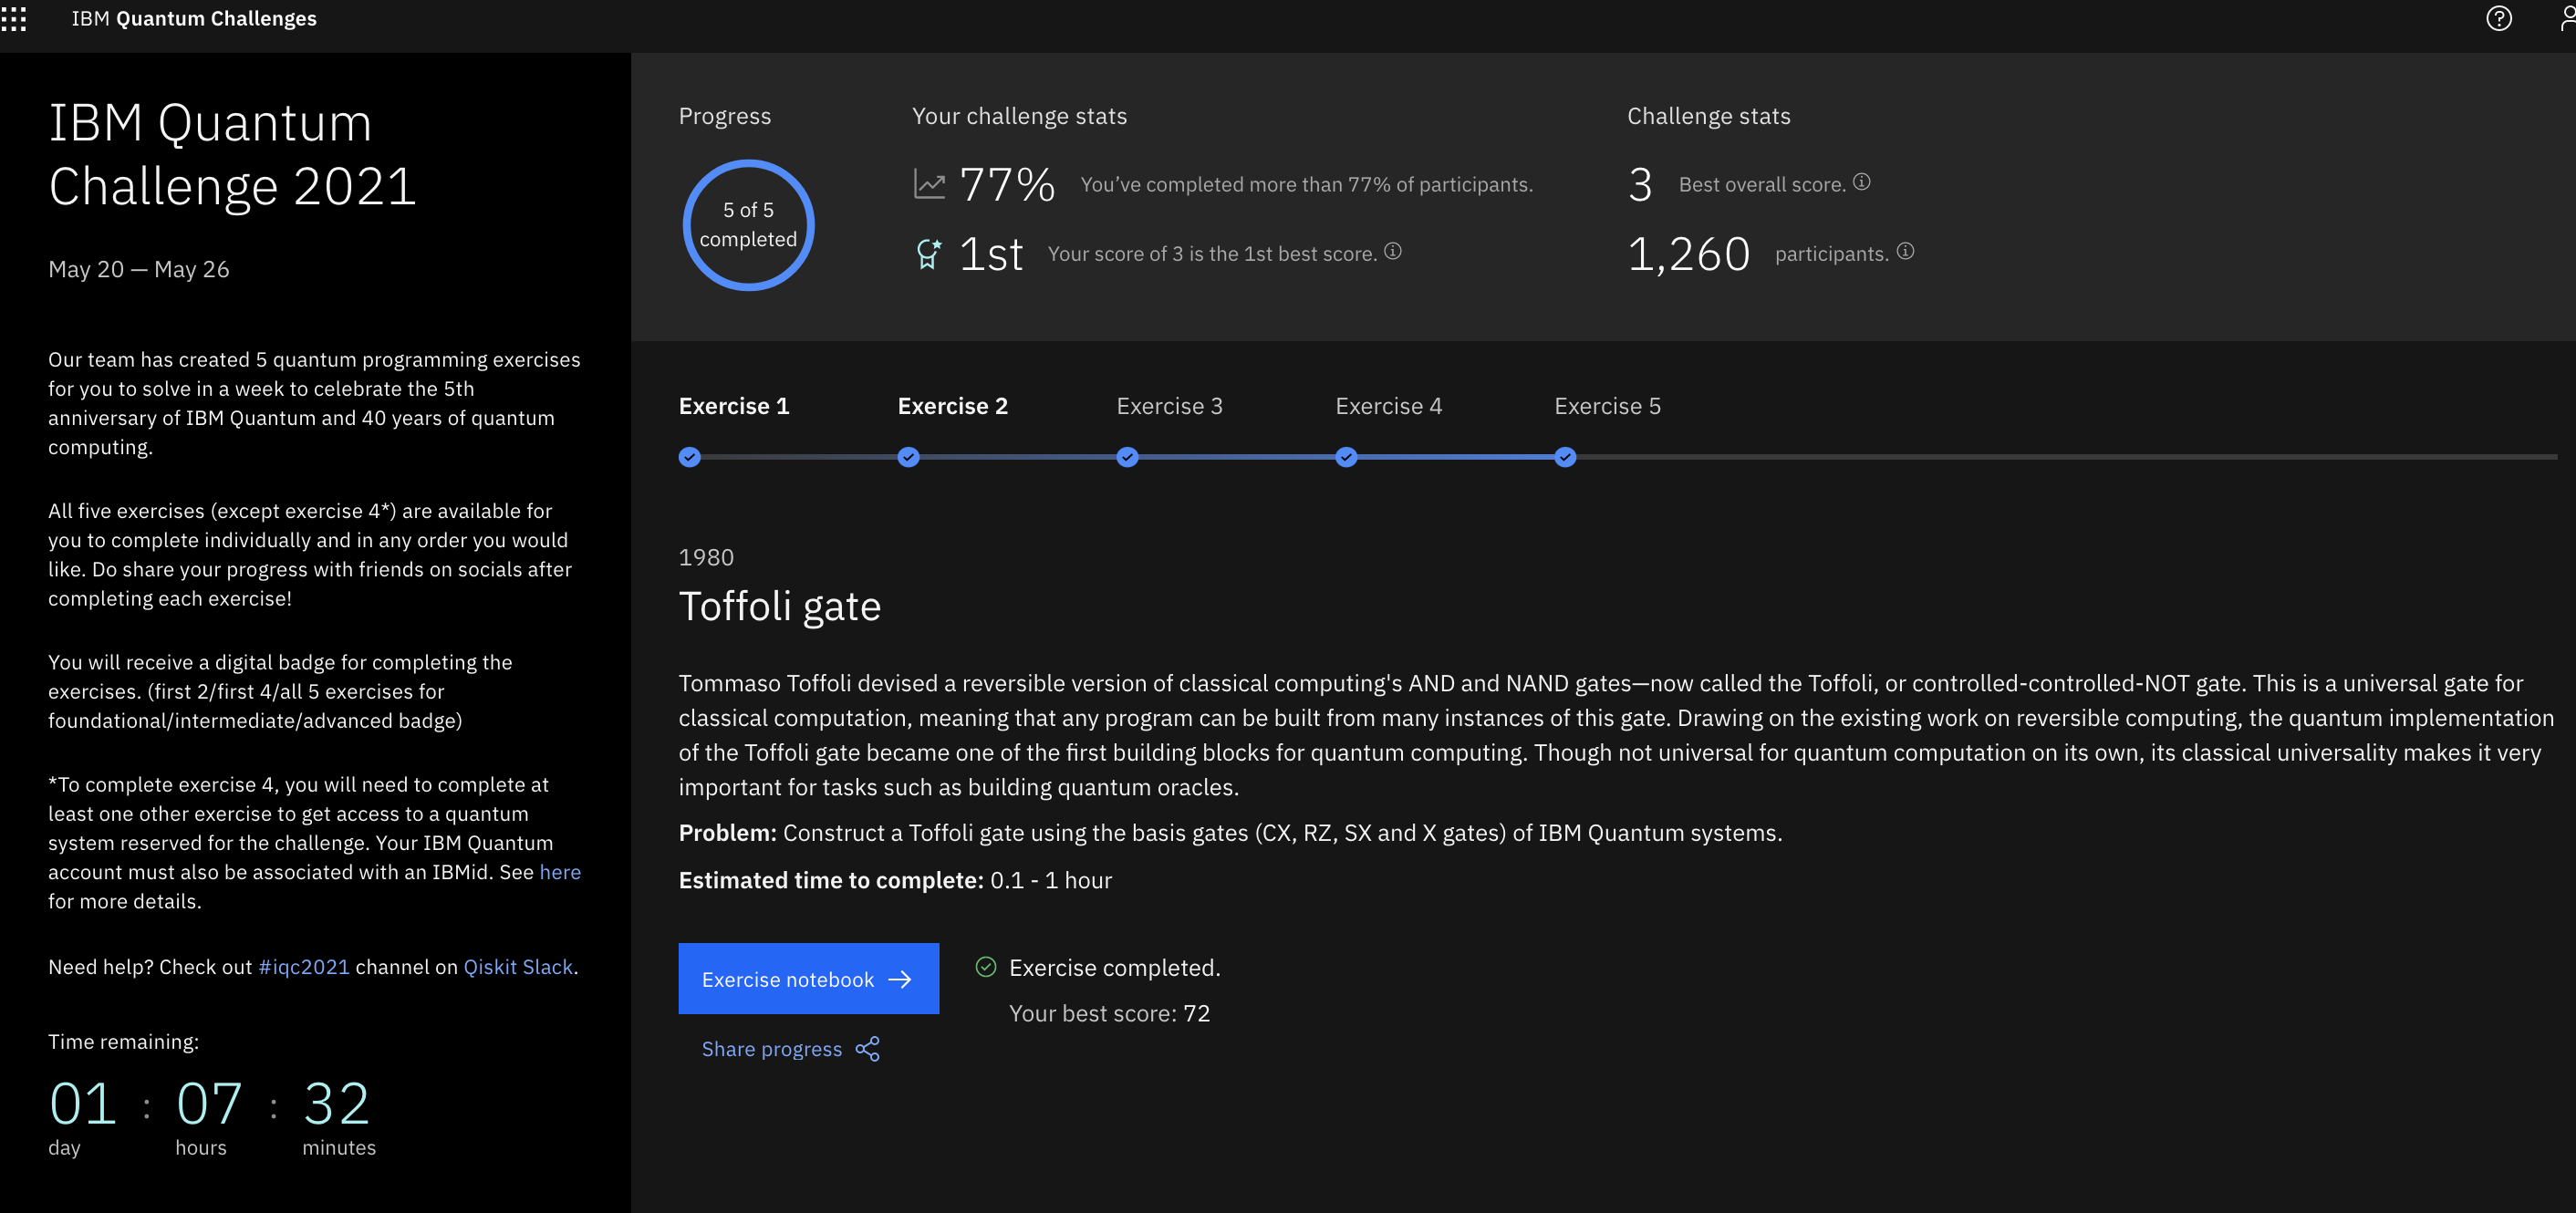 IBM Quantum Challenges
IBM Quantum
Challenge 2021
May 20 — May 26
Our team has created 5 quantum programming exercises
for you to solve in a week to celebrate the 5th
anniversary of IBM Quantum and 40 years of quantum
computing.
All five exercises (except exercise 4*) are available for
you to complete individually and in any order you would
like. Do share your progress with friends on socials after
completing each exercise!
You will receive a digital badge for completing the
exercises. (first 2/first 4/all 5 exercises for
foundational/intermediate/advanced badge)
*To complete exercise 4, you will need to complete at
least one other exercise to get access to a quantum
system reserved for the challenge. Your IBM Quantum
account must also be associated with an IBMid. See here
for more details.
Need help? Check out #iqc2021 channel on Qiskit Slack.
Time remaining:
01 : 07 : 32
day hours minutes
Progress
5 of 5
completed
Your challenge stats
77% You’ve completed more than 77% of participants.
1st Your score of 3 is the 1st best score.
Challenge stats
3 Best overall score.
1,260 participants.
Exercise 1 Exercise 2 Exercise 3 Exercise 4 Exercise 5
1980
Toffoli gate
Tommaso Toffoli devised a reversible version of classical computing's AND and NAND gates—now called the Toffoli, or controlled-controlled-NOT gate. This is a universal gate for
classical computation, meaning that any program can be built from many instances of this gate. Drawing on the existing work on reversible computing, the quantum implementation
of the Toffoli gate became one of the first building blocks for quantum computing. Though not universal for quantum computation on its own, its classical universality makes it very
important for tasks such as building quantum oracles.
Problem: Construct a Toffoli gate using the basis gates (CX, RZ, SX and X gates) of IBM Quantum systems.
Estimated time to complete: 0.1 - 1 hour
Exercise notebook →
Exercise completed.
Your best score: 72
Share progress